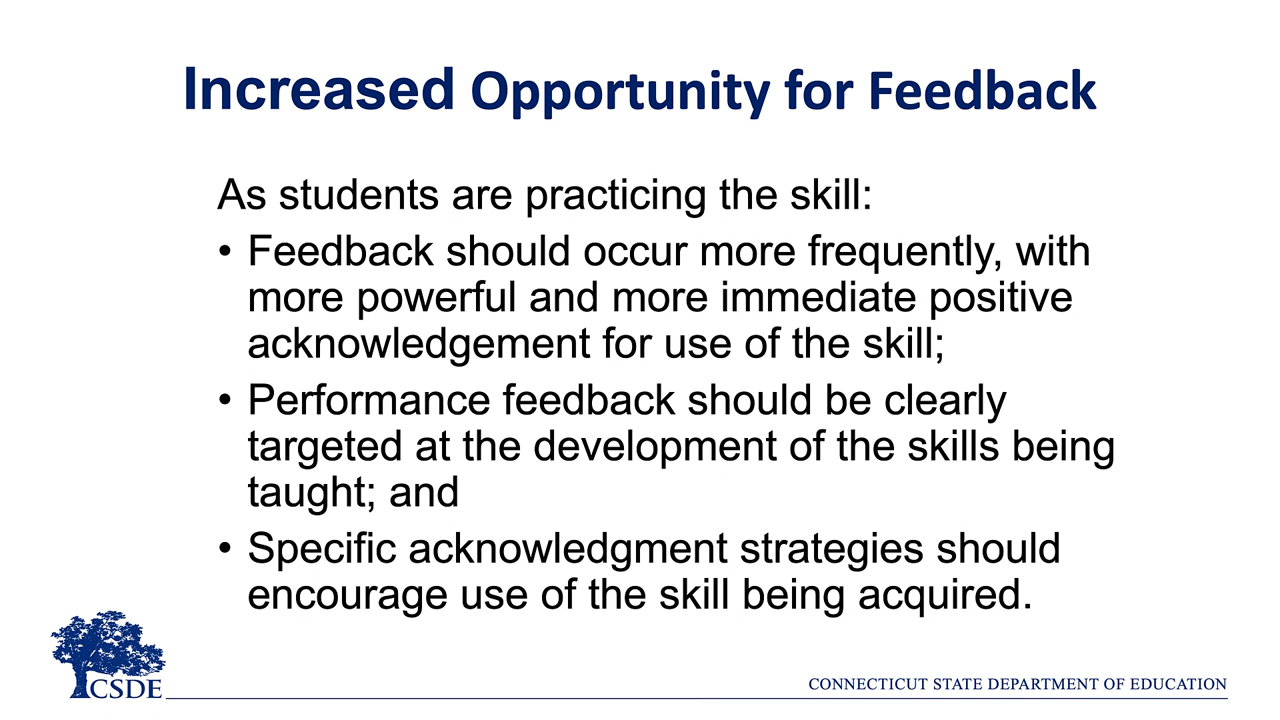 Increased Opportunity for Feedback
As students are practicing the skill:
• Feedback should occur more frequently, with
more powerful and more immediate positive
acknowledgement for use of the skill;
• Performance feedback should be clearly
targeted at the development of the skills being
taught; and
• Specific acknowledgment strategies should
encourage use of the skill being acquired.
CSDE
CONNECTICUT STATE DEPARTMENT OF EDUCATION